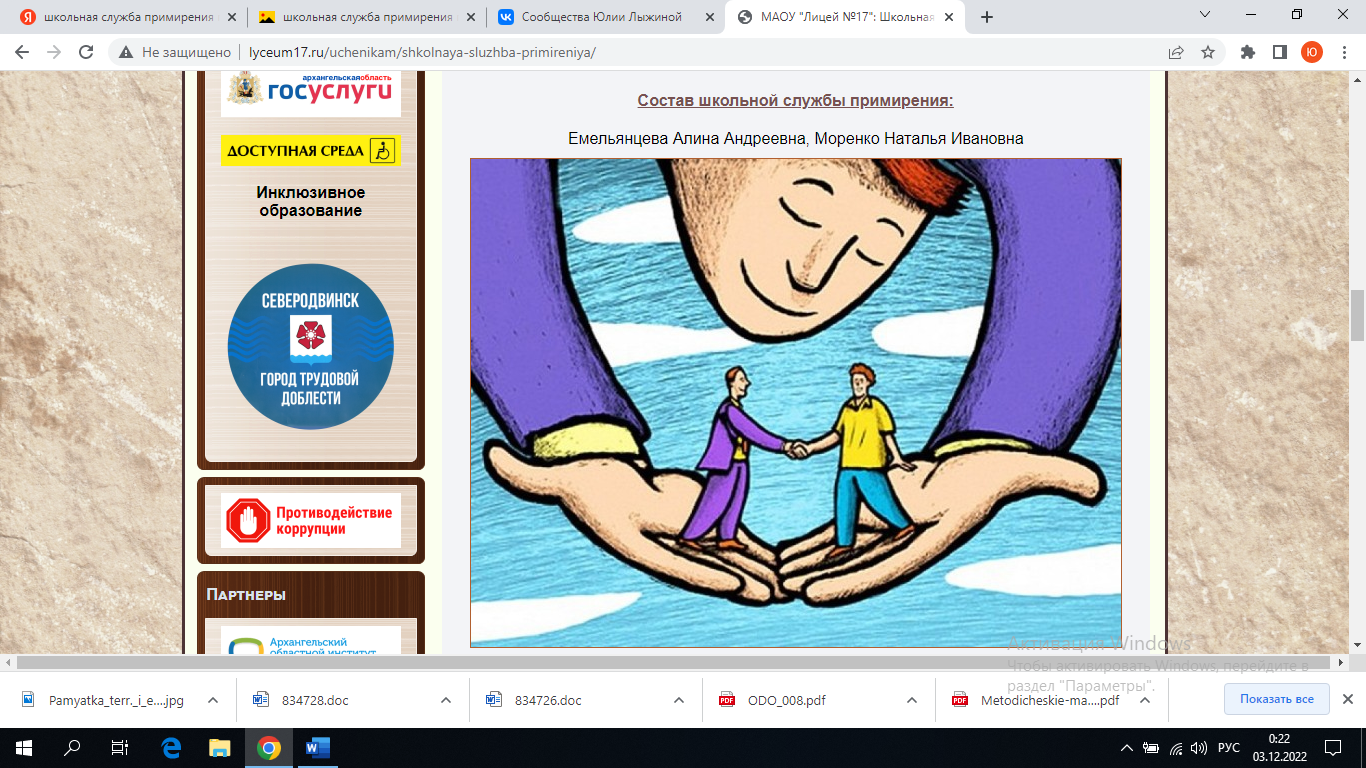 школьная служба примирения
школьная служба примирения
Сообщества Юлии Лыжиной
МАОУ "Лицей №17": Школьная
Не защищено
lyceum17.ru/uchenikam/shkolnaya-sluzhba-primireniya/
Ю
архангельскаяобласть
госуслуги
ДОСТУПНАЯ СРЕДА
Инклюзивное
образование
СЕВЕРОДВИНСК
ГОРОД ТРУДОВОЙ
ДОБЛЕСТИ
Противодействие
коррупции
Партнеры
Архангельский
областной институт
Состав школьной службы примирения:
Емельянцева Алина Андреевна, Моренко Наталья Ивановна
Активация Windows
Чтобы активировать Windows, перейдите в
раздел "Параметры".
Pamyatka_terr._i_e....jpg
834728.doc
834726.doc
ODO_008.pdf
Metodicheskie-ma....pdf
Показать все
РУС
0:22
03.12.2022